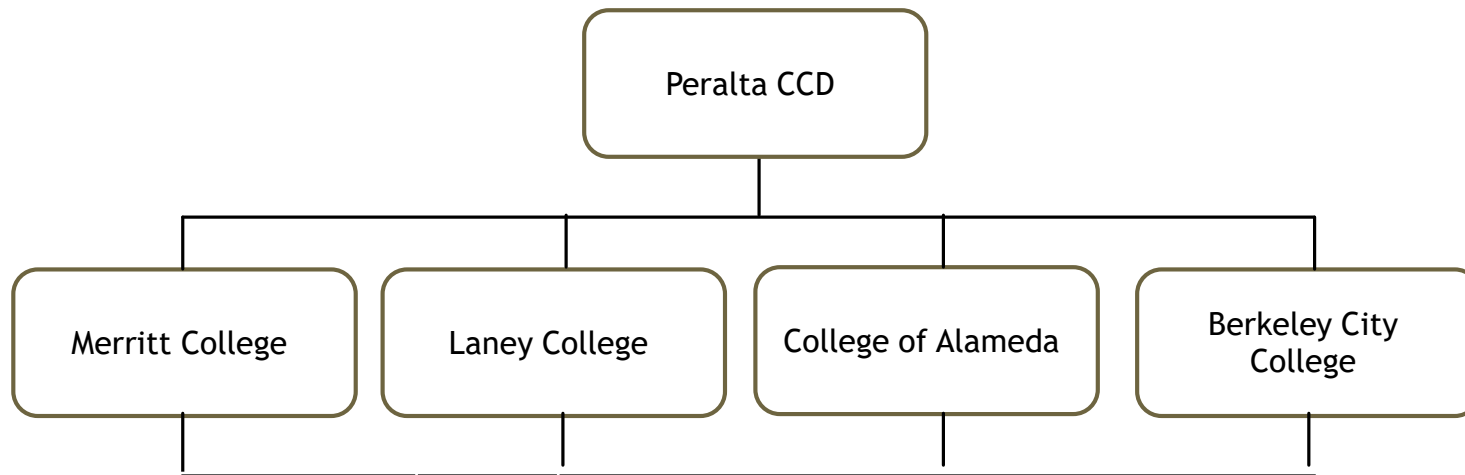 Peralta CCD
Merritt College
Laney College
College of Alameda
Berkeley City
College